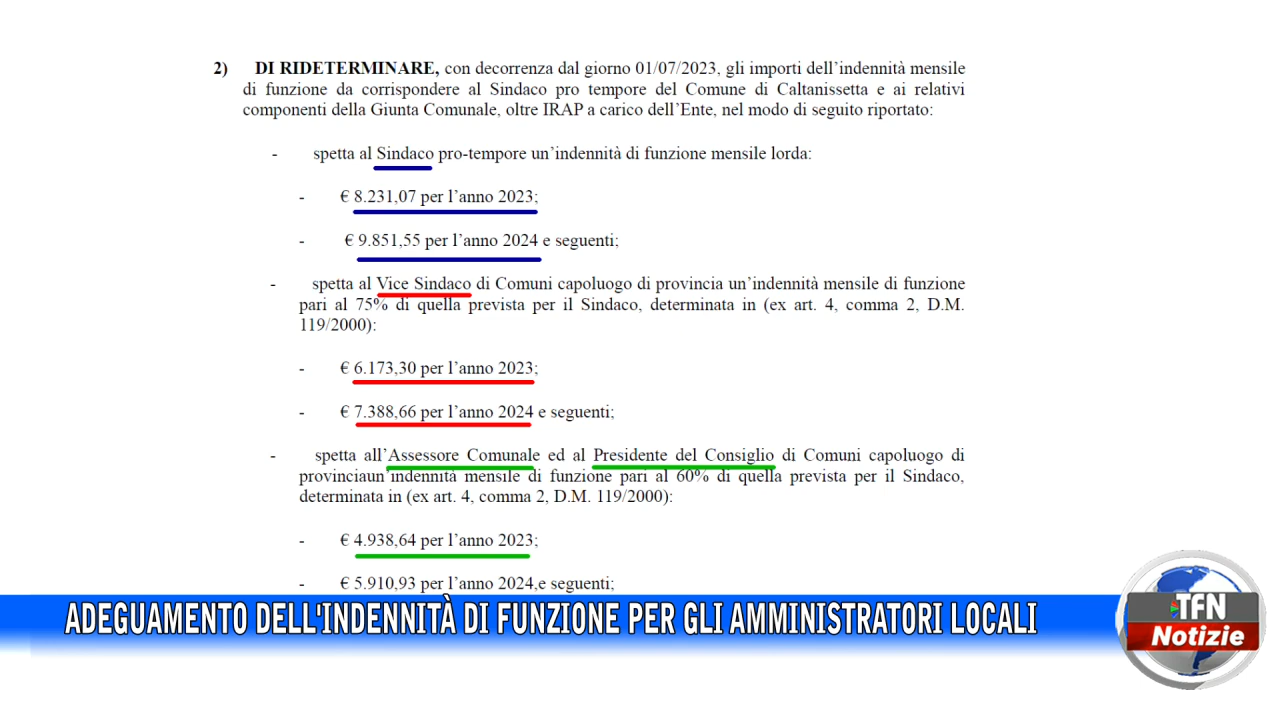 2) DI RIDETERMINARE, con decorrenza dal giorno 01/07/2023, gli importi dell'indennità mensile
di funzione da corrispondere al Sindaco pro tempore del Comune di Caltanissetta e ai relativi
componenti della Giunta Comunale, oltre IRAP a carico dell'Ente, nel modo di seguito riportato:
- spetta al Sindaco pro-tempore un'indennità di funzione mensile lorda:
- € 8.231,07 per l'anno 2023;
- € 9.851,55 per l'anno 2024 e seguenti;
- spetta al Vice Sindaco di Comuni capoluogo di provincia un'indennità mensile di funzione
pari al 75% di quella prevista per il Sindaco, determinata in (ex art. 4, comma 2, D.M.
119/2000):
- € 6.173,30 per l'anno 2023;
- € 7.388,66 per l'anno 2024 e seguenti;
- spetta all'Assessore Comunale ed al Presidente del Consiglio di Comuni capoluogo di
provinciaun'indennità mensile di funzione pari al 60% di quella prevista per il Sindaco,
determinata in (ex art. 4, comma 2, D.M. 119/2000):
- € 4.938,64 per l'anno 2023;
- € 5.910,93 per l'anno 2024,e seguenti;
ADEGUAMENTO DELL'INDENNITÀ DI FUNZIONE PER GLI AMMINISTRATORI LOCALI
TFN
Notizie